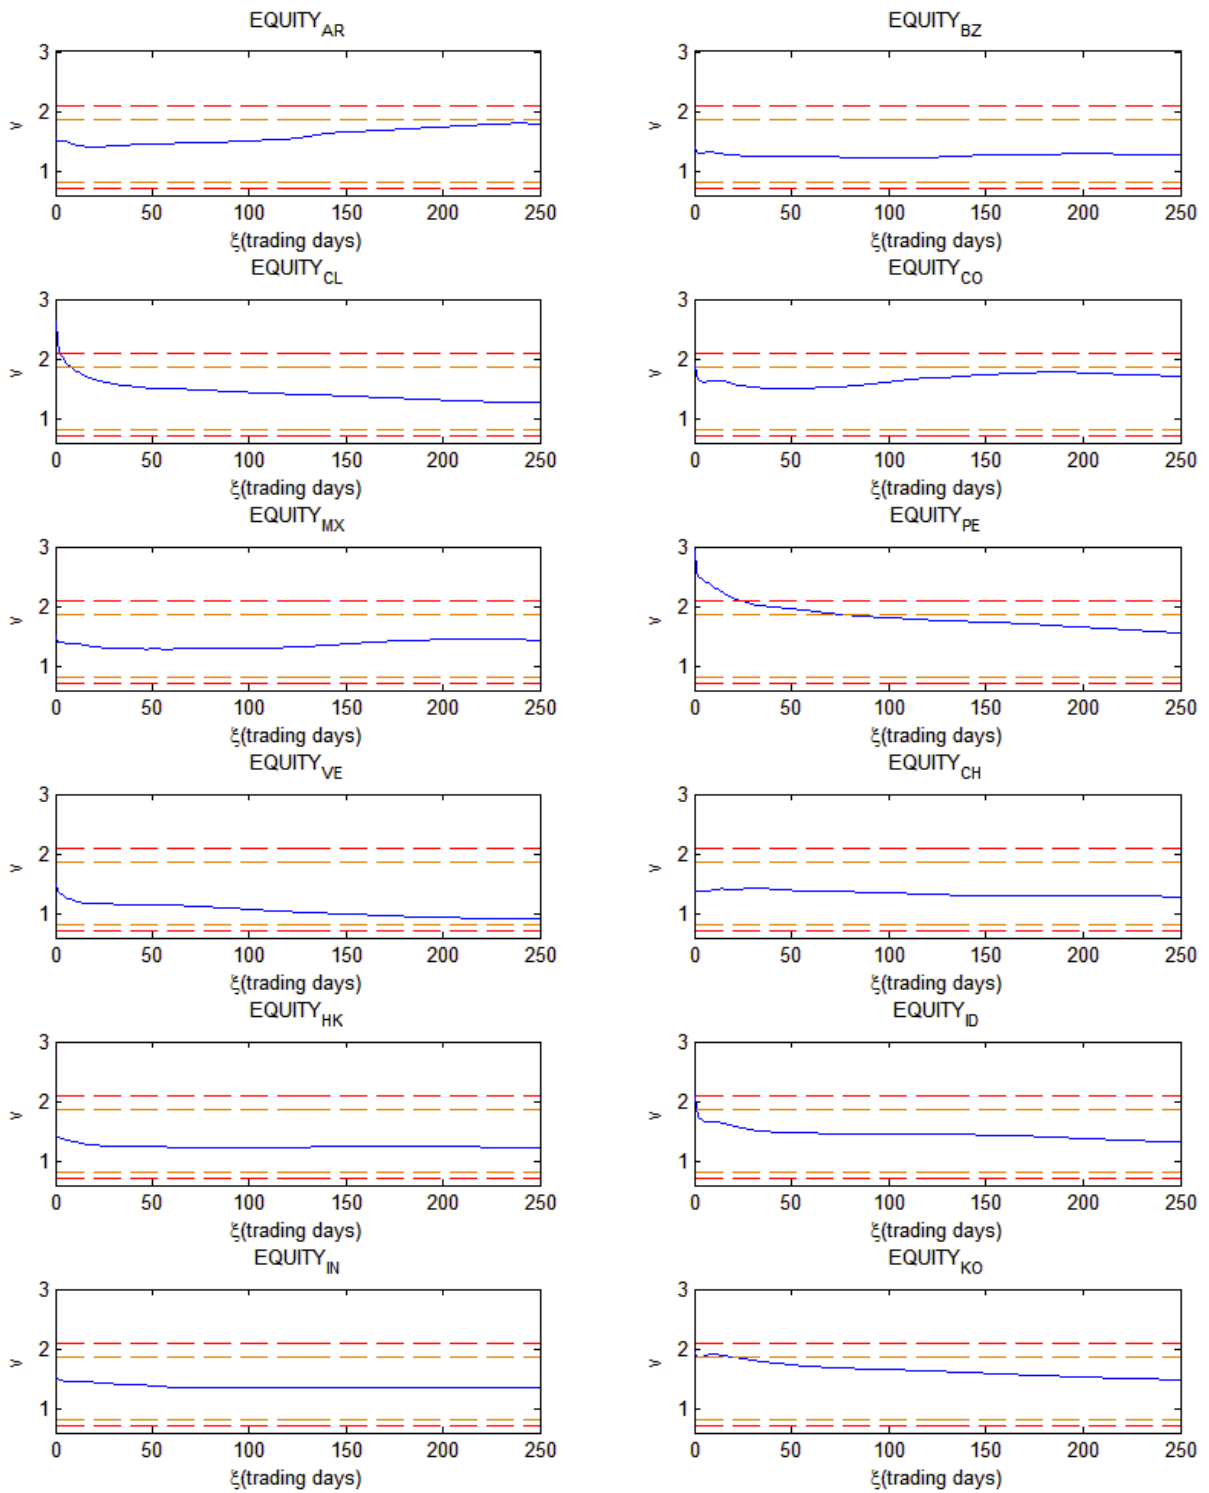 EQUITY_AR
3
2
1
v
0 50 100 150 200 250
ξ(trading days)
EQUITY_BZ
3
2
1
v
0 50 100 150 200 250
ξ(trading days)
EQUITY_CL
3
2
1
v
0 50 100 150 200 250
ξ(trading days)
EQUITY_CO
3
2
1
v
0 50 100 150 200 250
ξ(trading days)
EQUITY_MX
3
2
1
v
0 50 100 150 200 250
ξ(trading days)
EQUITY_PE
3
2
1
v
0 50 100 150 200 250
ξ(trading days)
EQUITY_VE
3
2
1
v
0 50 100 150 200 250
ξ(trading days)
EQUITY_CH
3
2
1
v
0 50 100 150 200 250
ξ(trading days)
EQUITY_HK
3
2
1
v
0 50 100 150 200 250
ξ(trading days)
EQUITY_ID
3
2
1
v
0 50 100 150 200 250
ξ(trading days)
EQUITY_IN
3
2
1
v
0 50 100 150 200 250
ξ(trading days)
EQUITY_KO
3
2
1
v
0 50 100 150 200 250
ξ(trading days)